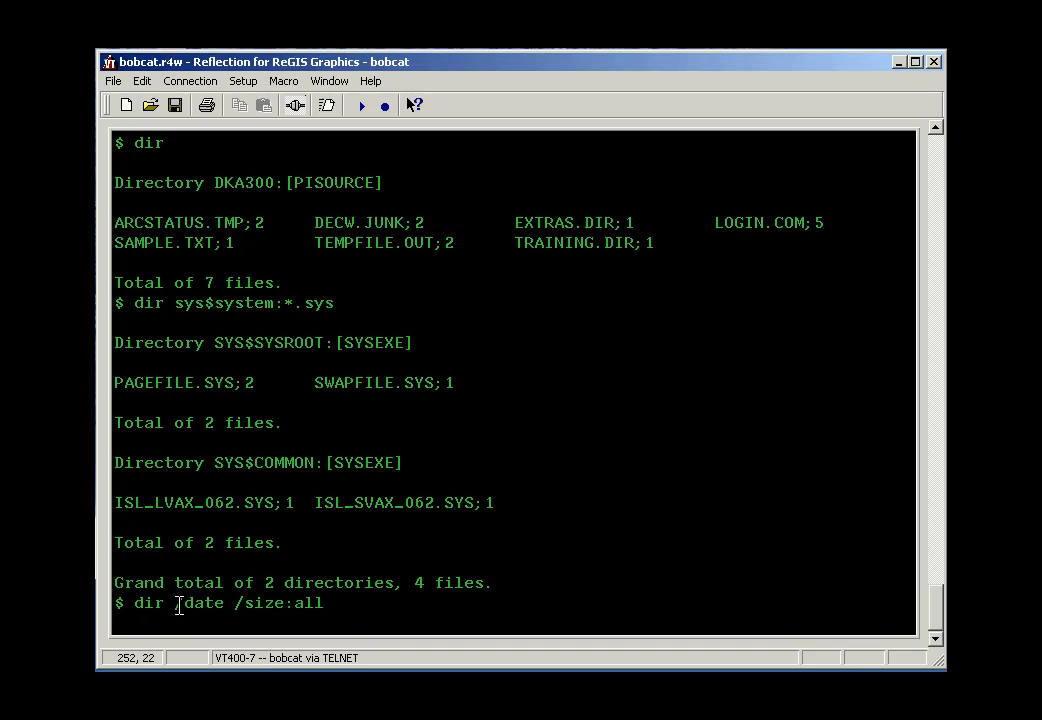 bobcat.r4w - Reflection for ReGIS Graphics - bobcat
File Edit Connection Setup Macro Window Help
$ dir
Directory DKA300:[PISOURCE]
ARCSTATUS.TMP;2 DECW.JUNK;2 EXTRAS.DIR;1 LOGIN.COM;5
SAMPLE.TXT;1 TEMPFILE.OUT;2 TRAINING.DIR;1
Total of 7 files.
$ dir sys$system:*.sys
Directory SYS$SYSROOT:[SYSEXE]
PAGEFILE.SYS;2 SWAPFILE.SYS;1
Total of 2 files.
Directory SYS$COMMON:[SYSEXE]
ISL_LVAX_062.SYS;1 ISL_SVAX_062.SYS;1
Total of 2 files.
Grand total of 2 directories, 4 files.
$ dir /date /size:all
252, 22 VT400-7 -- bobcat via TELNET